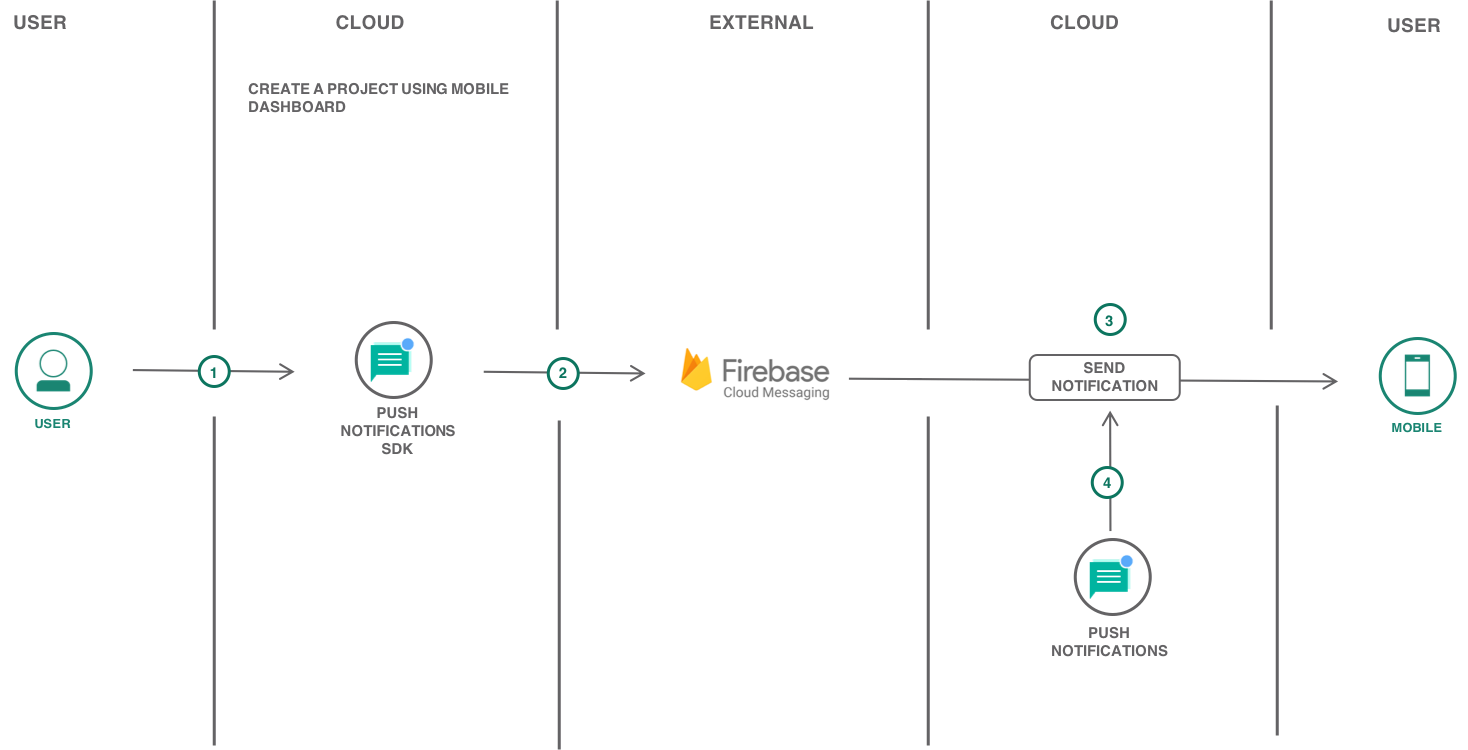 USER
CLOUD
EXTERNAL
CLOUD
USER
CREATE A PROJECT USING MOBILE
DASHBOARD
1
2
3
4
USER
PUSH
NOTIFICATIONS
SDK
Firebase
Cloud Messaging
SEND
NOTIFICATION
MOBILE
PUSH
NOTIFICATIONS